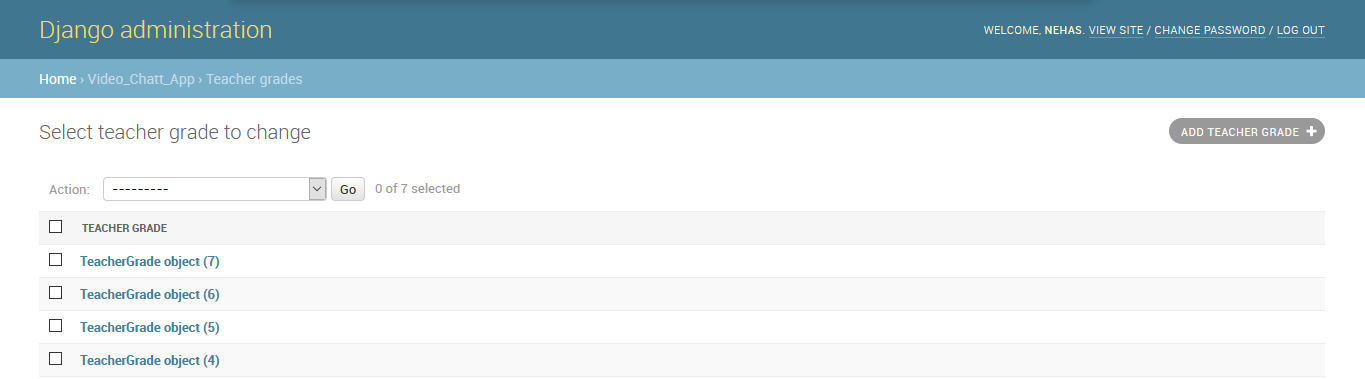 Django administration
WELCOME, NEHAS. VIEW SITE / CHANGE PASSWORD / LOG OUT
Home › Video_Chatt_App › Teacher grades
Select teacher grade to change
ADD TEACHER GRADE +
Action: --------- Go 0 of 7 selected
TEACHER GRADE
TeacherGrade object (7)
TeacherGrade object (6)
TeacherGrade object (5)
TeacherGrade object (4)